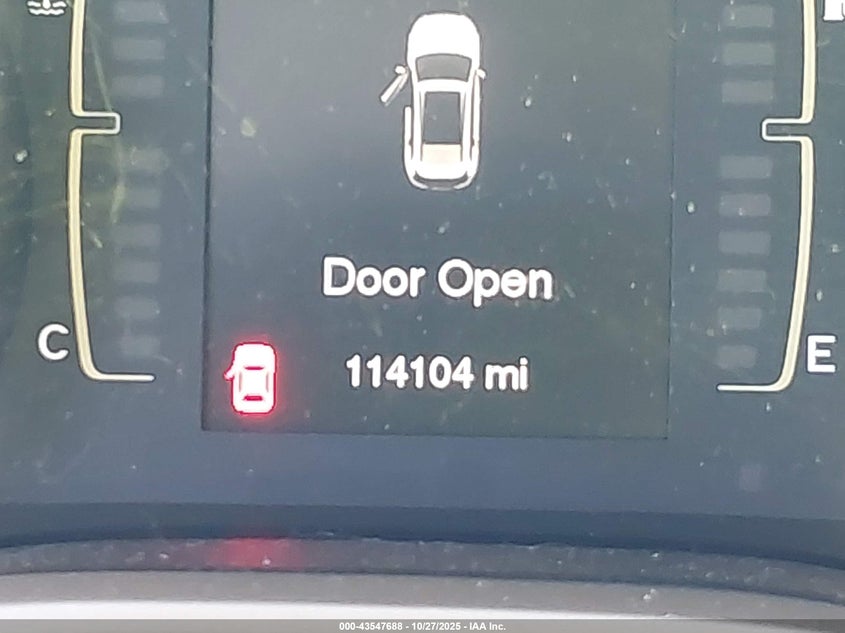 Door Open
C
114104 mi
E
000-43547688 - 10/27/2025 - IAA Inc.